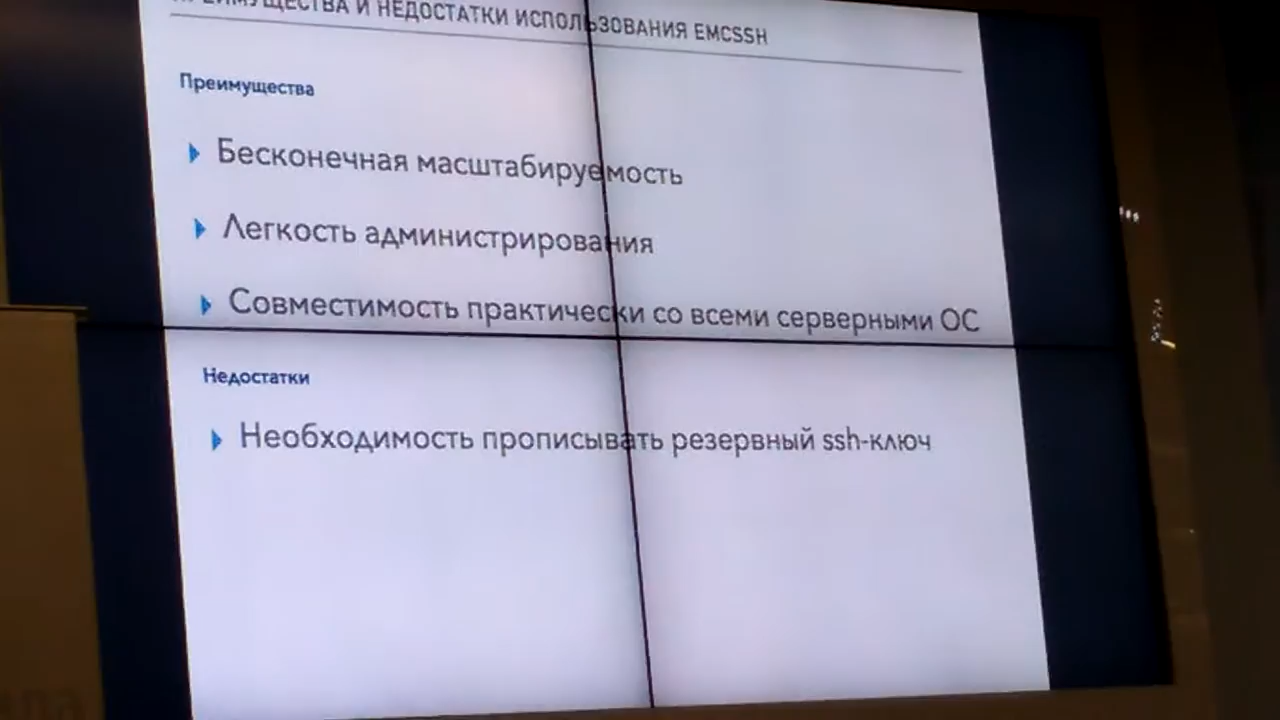 ПРЕИМУЩЕСТВА И НЕДОСТАТКИ ИСПОЛЬЗОВАНИЯ EMCSSH
Преимущества
Бесконечная масштабируемость
Легкость администрирования
Совместимость практически со всеми серверными ОС
Недостатки
Необходимость прописывать резервный ssh-ключ